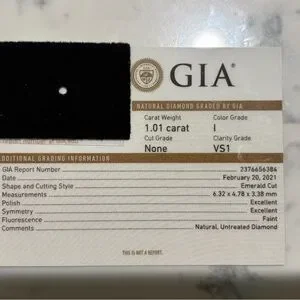 GIA
NATURAL DIAMOND GRADED BY GIA
Carat Weight Color Grade
1.01 carat I
Cut Grade Clarity Grade
None VS1
DITIONAL GRADING INFORMATION
GIA Report Number 2376656384
Date February 20, 2021
Shape and Cutting Style Emerald Cut
Measurements 6.32 x 4.78 x 3.38 mm
Polish Excellent
Symmetry Excellent
Fluorescence Faint
Comments Natural, Untreated Diamond
THIS IS NOT A REPORT